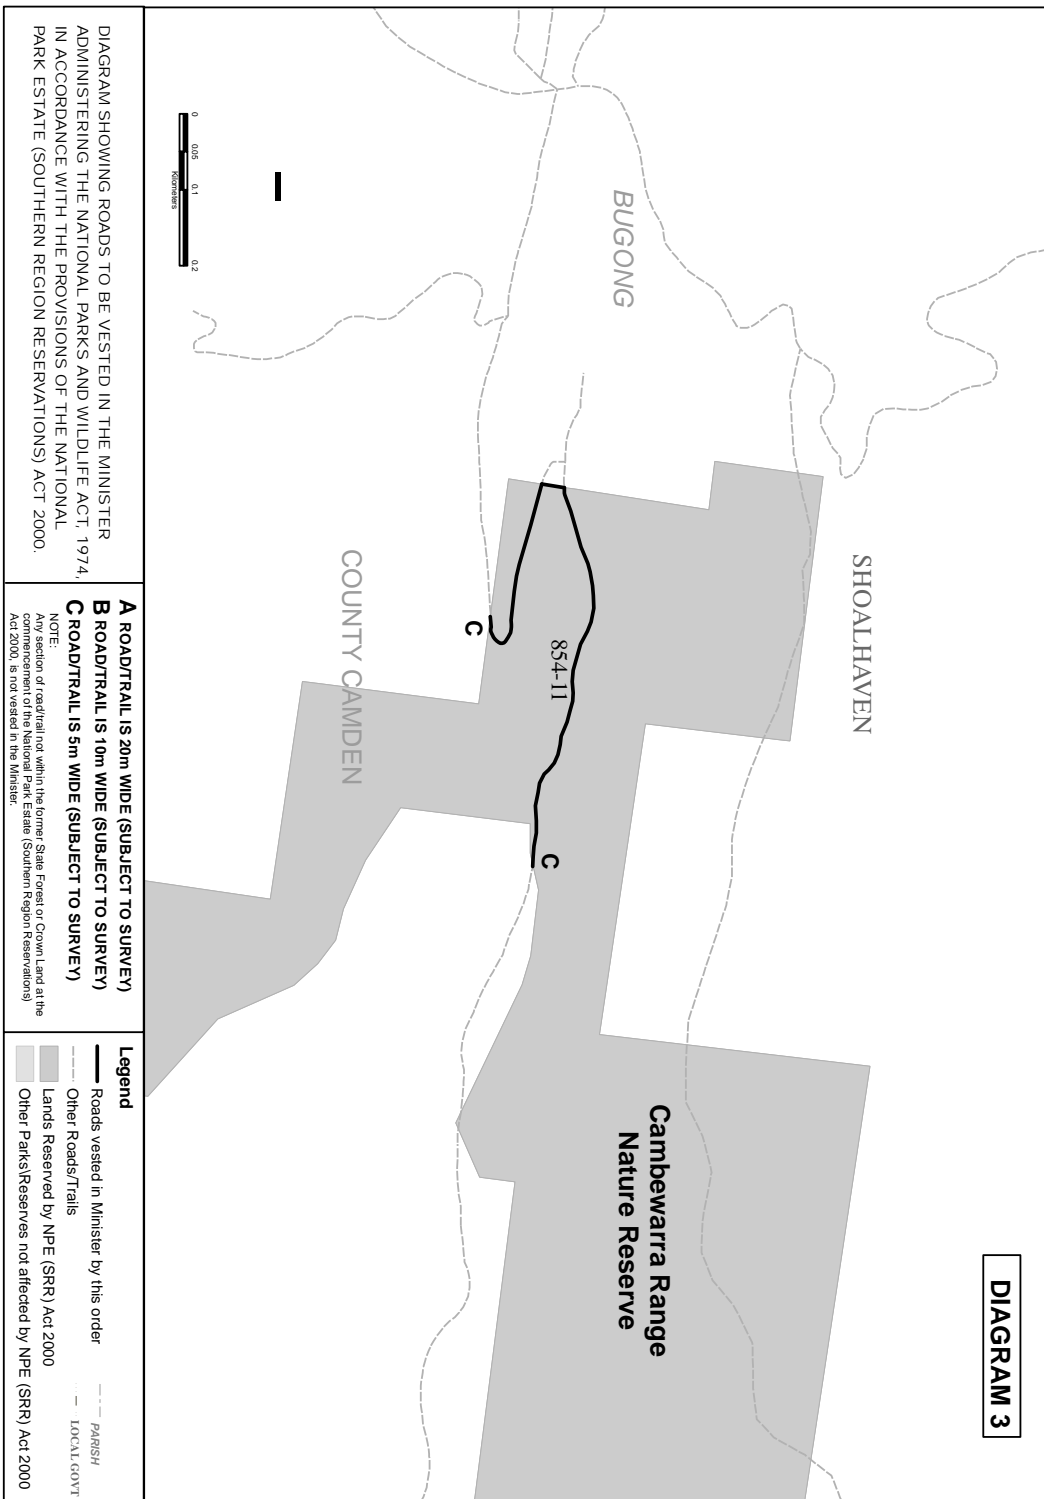 DIAGRAM 3
SHOALHAVEN
BUGONG
Cambewarra Range
Nature Reserve
854-11
C
C
COUNTY CAMDEN
0 0.05 0.1 0.2
Kilometers
DIAGRAM SHOWING ROADS TO BE VESTED IN THE MINISTER
ADMINISTERING THE NATIONAL PARKS AND WILDLIFE ACT, 1974,
IN ACCORDANCE WITH THE PROVISIONS OF THE NATIONAL
PARK ESTATE (SOUTHERN REGION RESERVATIONS) ACT 2000.
A ROAD/TRAIL IS 20m WIDE (SUBJECT TO SURVEY)
B ROAD/TRAIL IS 10m WIDE (SUBJECT TO SURVEY)
C ROAD/TRAIL IS 5m WIDE (SUBJECT TO SURVEY)
NOTE:
Any section of road/trail not within the former State Forest or Crown Land at the
commencement of the National Park Estate (Southern Region Reservations)
Act 2000, is not vested in the Minister.
Legend
Roads vested in Minister by this order
Other Roads/Trails
Lands Reserved by NPE (SRR) Act 2000
Other Parks\Reserves not affected by NPE (SRR) Act 2000
PARISH
LOCAL GOVT